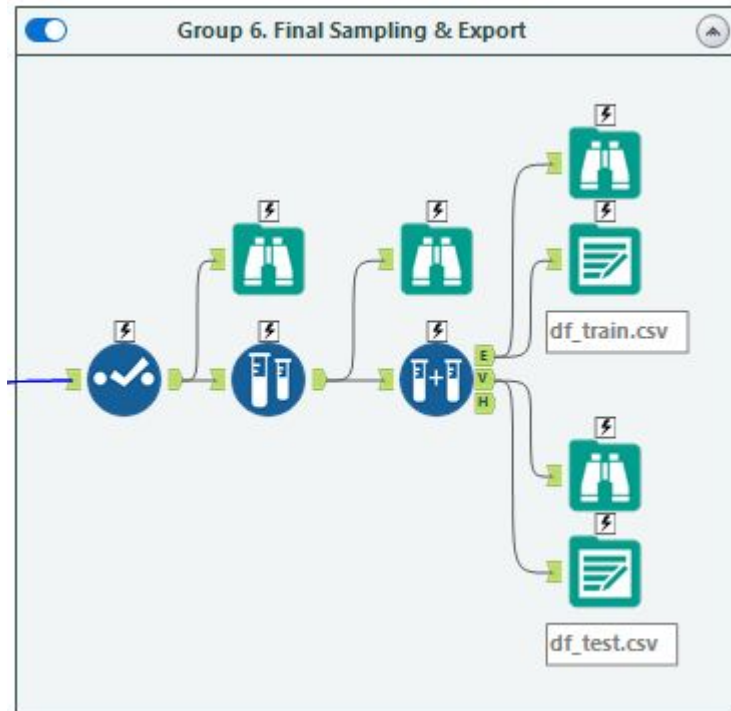 Group 6. Final Sampling & Export
df_train.csv
E
V
H
df_test.csv